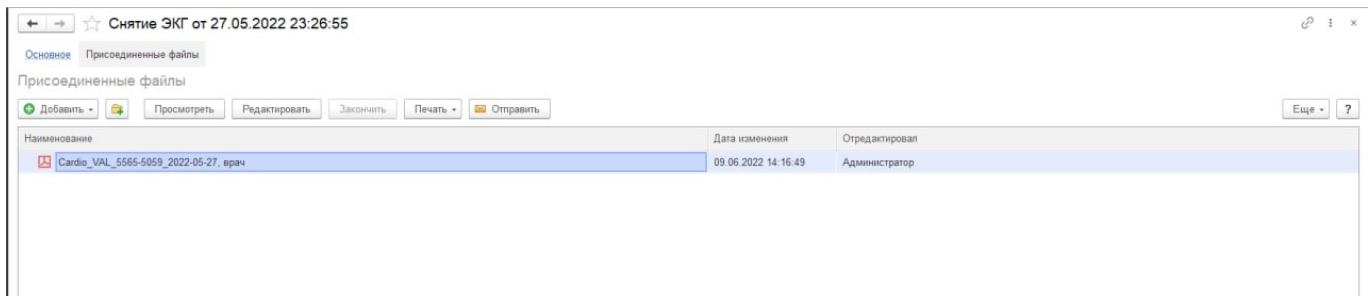 Снятие ЭКГ от 27.05.2022 23:26:55
Основное Присоединенные файлы
Присоединенные файлы
Добавить Просмотреть Редактировать Закончить Печать Отправить Еще ?
Наименование Дата изменения Отредактировал
Cardio_VAL_5565-5059_2022-05-27, врач 09.06.2022 14:16:49 Администратор